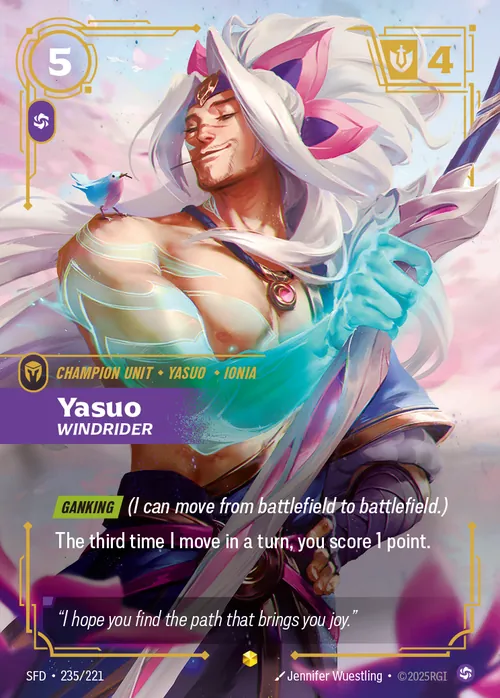 5
4
CHAMPION UNIT • YASUO • IONIA
Yasuo
WINDRIDER
GANKING (I can move from battlefield to battlefield.)
The third time I move in a turn, you score 1 point.
“I hope you find the path that brings you joy.”
SFD • 235/221
Jennifer Wuestling • ©2025RGI